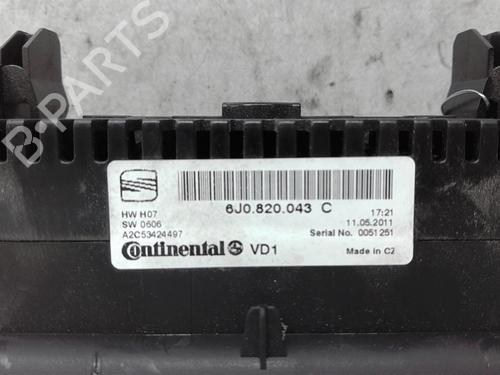 B-PARTS
6J0.820.043 C
HW H07
17:21
SW 0606
11.05.2011
A2C53424497
Serial No. 0051251
Continental VD1
Made in CZ